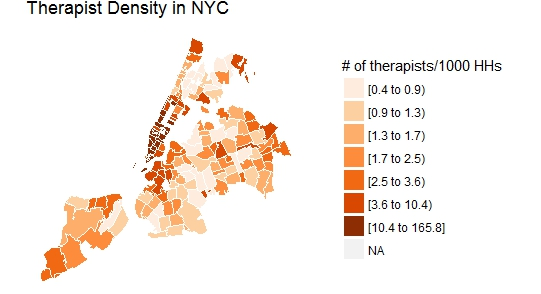 Therapist Density in NYC
# of therapists/1000 HHs
[0.4 to 0.9)
[0.9 to 1.3)
[1.3 to 1.7)
[1.7 to 2.5)
[2.5 to 3.6)
[3.6 to 10.4)
[10.4 to 165.8]
NA